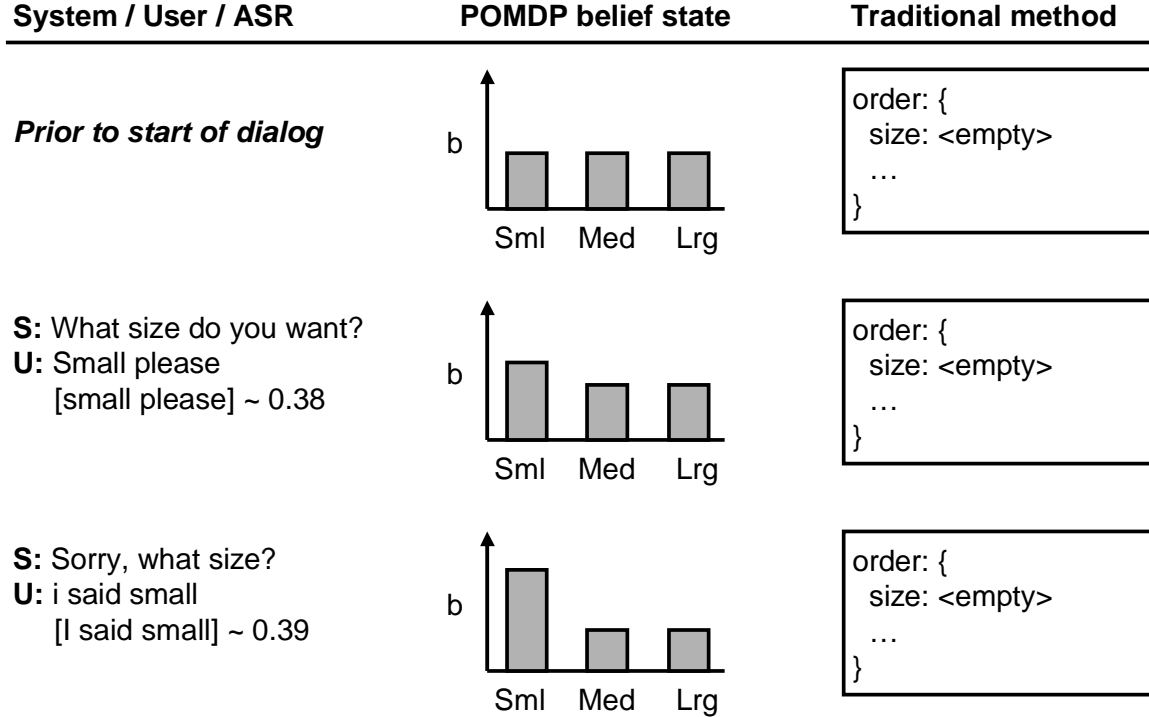 System / User / ASR POMDP belief state Traditional method
Prior to start of dialog
b
Sml Med Lrg
order: {
size: <empty>
…
}
S: What size do you want?
U: Small please
[small please] ~ 0.38
b
Sml Med Lrg
order: {
size: <empty>
…
}
S: Sorry, what size?
U: i said small
[I said small] ~ 0.39
b
Sml Med Lrg
order: {
size: <empty>
…
}